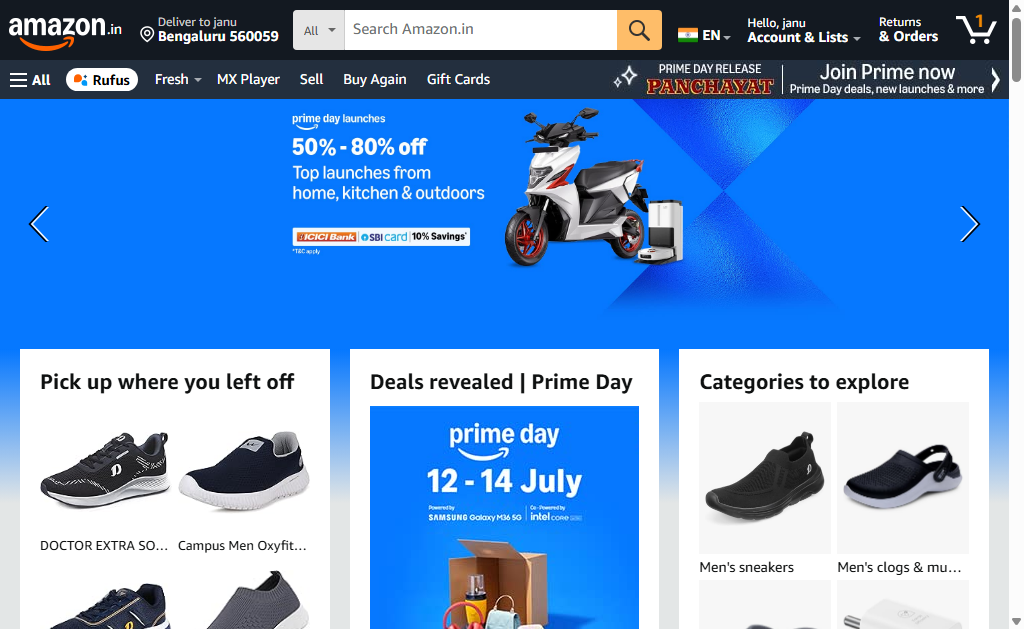 amazon.in
Deliver to janu
Bengaluru 560059
All
Search Amazon.in
EN
Hello, janu
Account & Lists
Returns
& Orders
1
All
Rufus
Fresh
MX Player
Sell
Buy Again
Gift Cards
PRIME DAY RELEASE
PANCHAYAT
Join Prime now
Prime Day deals, new launches & more
prime day launches
50% - 80% off
Top launches from
home, kitchen & outdoors
ICICI Bank | SBI card | 10% Savings*
*T&C apply
Pick up where you left off
DOCTOR EXTRA SO…
Campus Men Oxyfit…
Deals revealed | Prime Day
prime day
12 - 14 July
Powered by
SAMSUNG Galaxy M36 5G
Co - Powered by
intel CORE
Categories to explore
Men's sneakers
Men's clogs & mu…